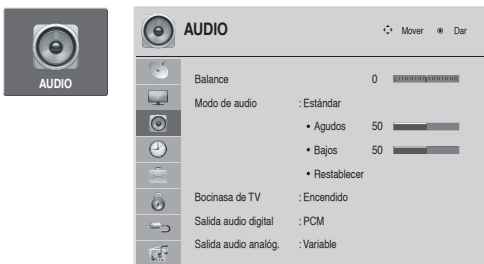 AUDIO
AUDIO
Mover Dar
Balance 0
Modo de audio : Estándar
• Agudos 50
• Bajos 50
• Restablecer
Bocinasa de TV : Encendido
Salida audio digital : PCM
Salida audio analóg. : Variable